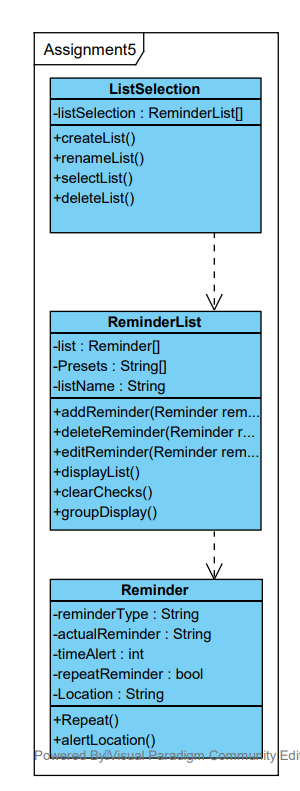 Assignment5
ListSelection
-listSelection : ReminderList[]
+createList()
+renameList()
+selectList()
+deleteList()
ReminderList
-list : Reminder[]
-Presets : String[]
-listName : String
+addReminder(Reminder rem...
+deleteReminder(Reminder r...
+editReminder(Reminder rem...
+displayList()
+clearChecks()
+groupDisplay()
Reminder
-reminderType : String
-actualReminder : String
-timeAlert : int
-repeatReminder : bool
-Location : String
+Repeat()
+alertLocation()
Powered By Visual Paradigm Community Edit